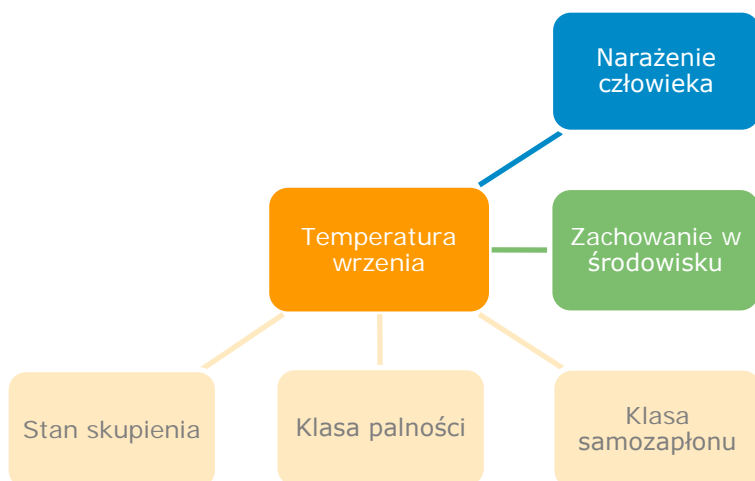 Narażenie
człowieka
Temperatura
wrzenia
Zachowanie w
środowisku
Stan skupienia
Klasa palności
Klasa
samozapłonu